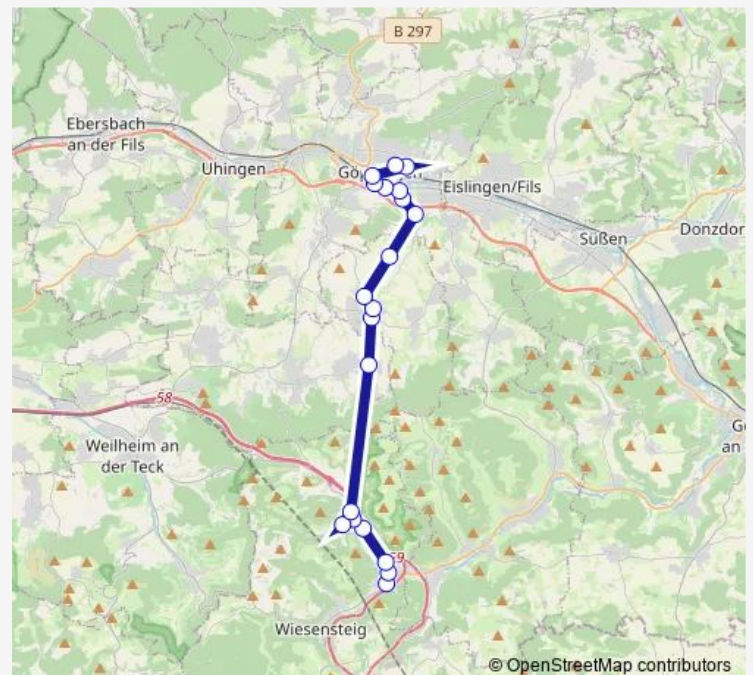 B 297
Ebersbach
an der Fils
Uhingen
Eislingen/Fils
Süßen
Donzdor
58
Weilheim an
der Teck
an
59
Wiesensteig
© OpenStreetMap contributors